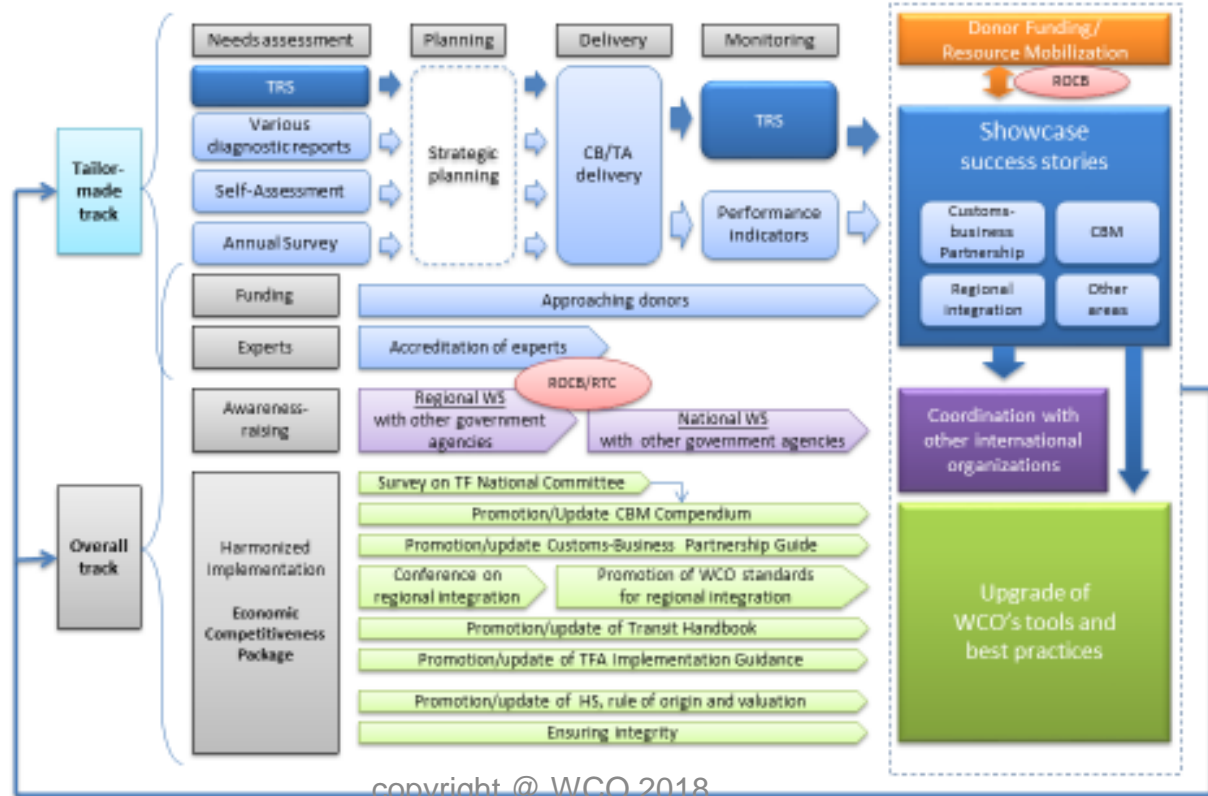 Needs assessment
Planning
Delivery
Monitoring
Donor Funding/
Resource Mobilization
ROCB
TRS
Various
diagnostic reports
Self-Assessment
Annual Survey
Strategic
planning
CB/TA
delivery
TRS
Performance
indicators
Showcase
success stories
Customs-
business
Partnership
CBM
Regional
Integration
Other
areas
Tailor-
made
track
Funding
Approaching donors
Experts
Accreditation of experts
ROCB/RTC
Awareness-
raising
Regional WS
with other government
agencies
National WS
with other government agencies
Coordination with
other international
organizations
Overall
track
Harmonized
Implementation
Economic
Competitiveness
Package
Survey on TF National Committee
Promotion/Update CBM Compendium
Promotion/update Customs-Business Partnership Guide
Conference on
regional integration
Promotion of WCO standards
for regional integration
Promotion/update of Transit Handbook
Promotion/update of TFA Implementation Guidance
Promotion/update of HS, rule of origin and valuation
Ensuring integrity
Upgrade of
WCO's tools and
best practices
copyright @ WCO 2018